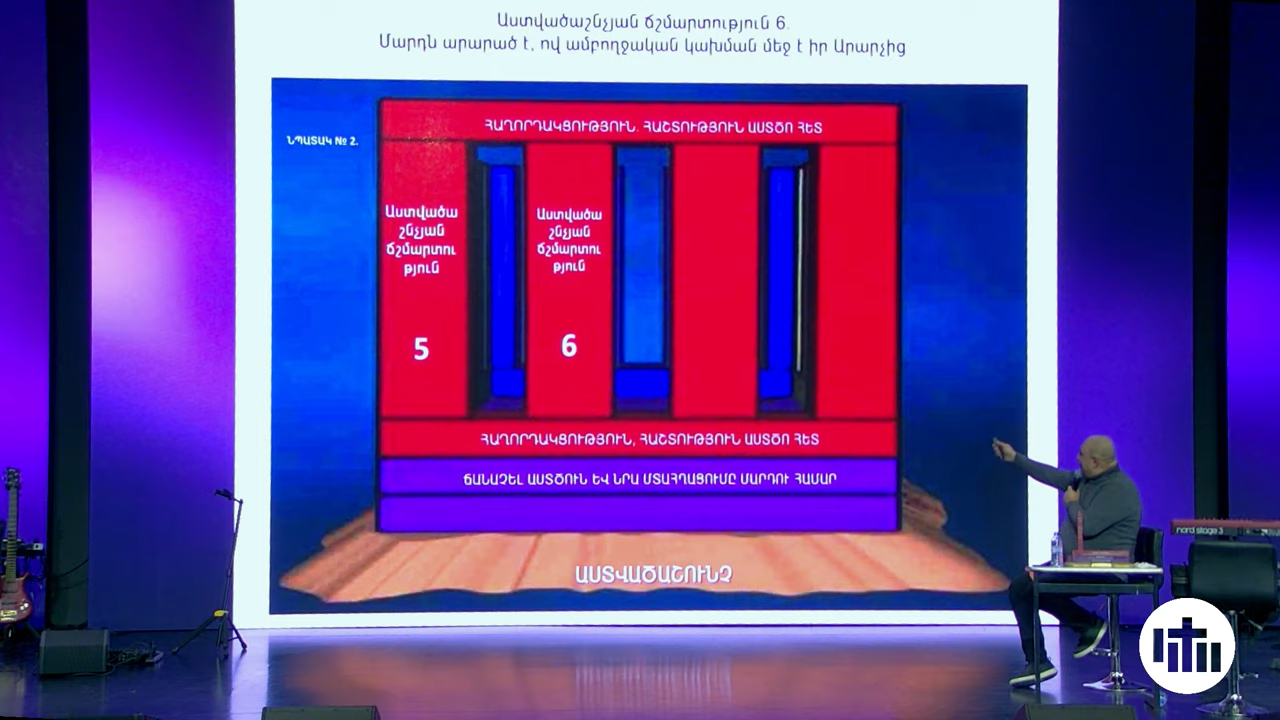 Աստվածաշնչյան ճշմարտություն 6.
Մարդն արարած է, ով ամբողջական կախման մեջ է իր Արարչից
ՆՊԱՏԱԿ № 2.
ՀԱՂՈՐԴԱԿՑՈՒԹՅՈՒՆ. ՀԱՇՏՈՒԹՅՈՒՆ ԱՍՏԾՈ ՀԵՏ
Աստվածա
շնչյան
ճշմարտու
թյուն
5
Աստվածա
շնչյան
ճշմարտու
թյուն
6
ՀԱՂՈՐԴԱԿՑՈՒԹՅՈՒՆ, ՀԱՇՏՈՒԹՅՈՒՆ ԱՍՏԾՈ ՀԵՏ
ՃԱՆԱՉԵԼ ԱՍՏԾՈՒՆ ԵՎ ՆՐԱ ՄՏԱՀՂԱՑՈՒՄԸ ՄԱՐԴՈՒ ՀԱՄԱՐ
ԱՍՏՎԱԾԱՇՈՒՆՉ
nord stage 3